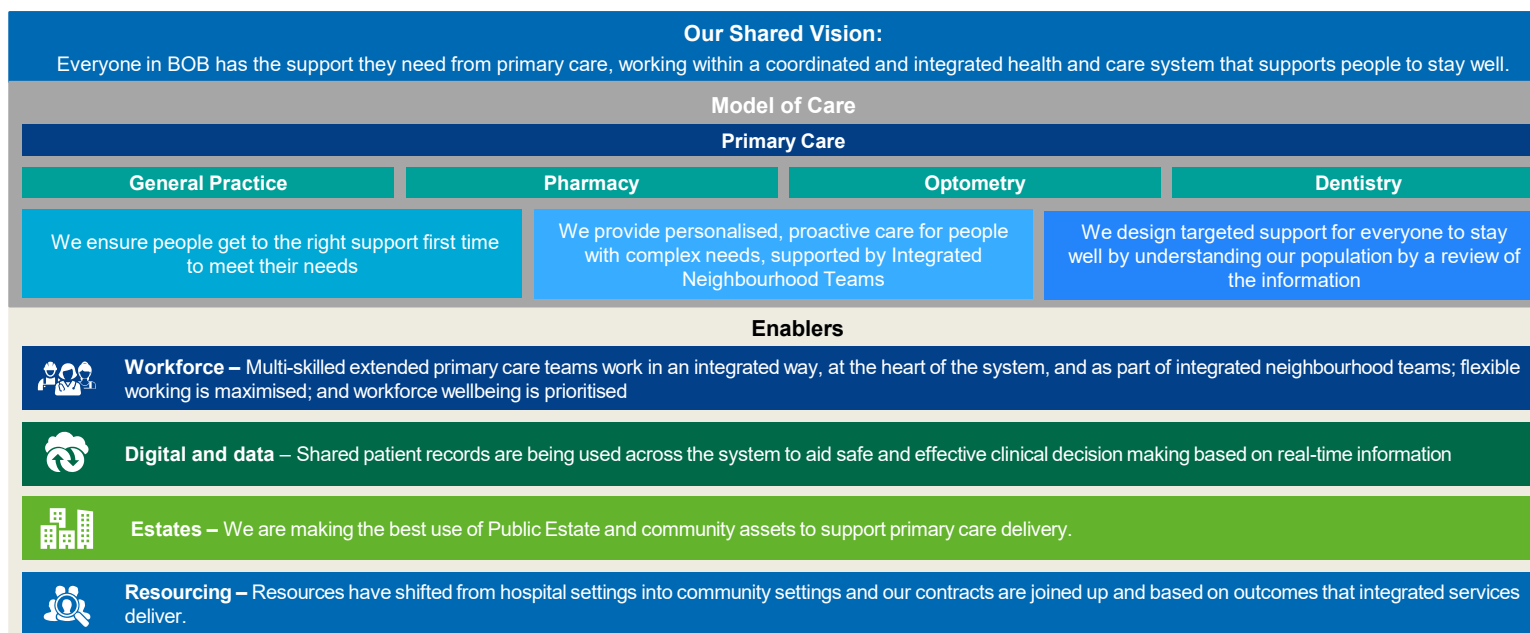 Our Shared Vision:
Everyone in BOB has the support they need from primary care, working within a coordinated and integrated health and care system that supports people to stay well.
Model of Care
Primary Care
General Practice
Pharmacy
Optometry
Dentistry
We ensure people get to the right support first time
to meet their needs
We provide personalised, proactive care for people
with complex needs, supported by Integrated
Neighbourhood Teams
We design targeted support for everyone to stay
well by understanding our population by a review of
the information
Enablers
Workforce – Multi-skilled extended primary care teams work in an integrated way, at the heart of the system, and as part of integrated neighbourhood teams; flexible
working is maximised; and workforce wellbeing is prioritised
Digital and data – Shared patient records are being used across the system to aid safe and effective clinical decision making based on real-time information
Estates – We are making the best use of Public Estate and community assets to support primary care delivery.
Resourcing – Resources have shifted from hospital settings into community settings and our contracts are joined up and based on outcomes that integrated services
deliver.